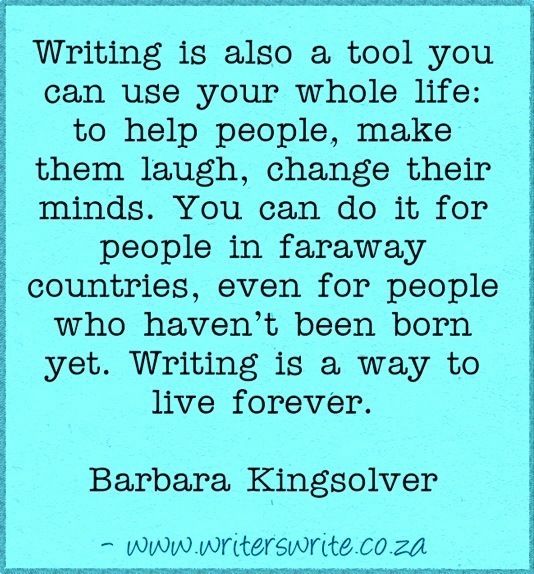 Writing is also a tool you
can use your whole life:
to help people, make
them laugh, change their
minds. You can do it for
people in faraway
countries, even for people
who haven’t been born
yet. Writing is a way to
live forever.
Barbara Kingsolver
- www.writerswrite.co.za